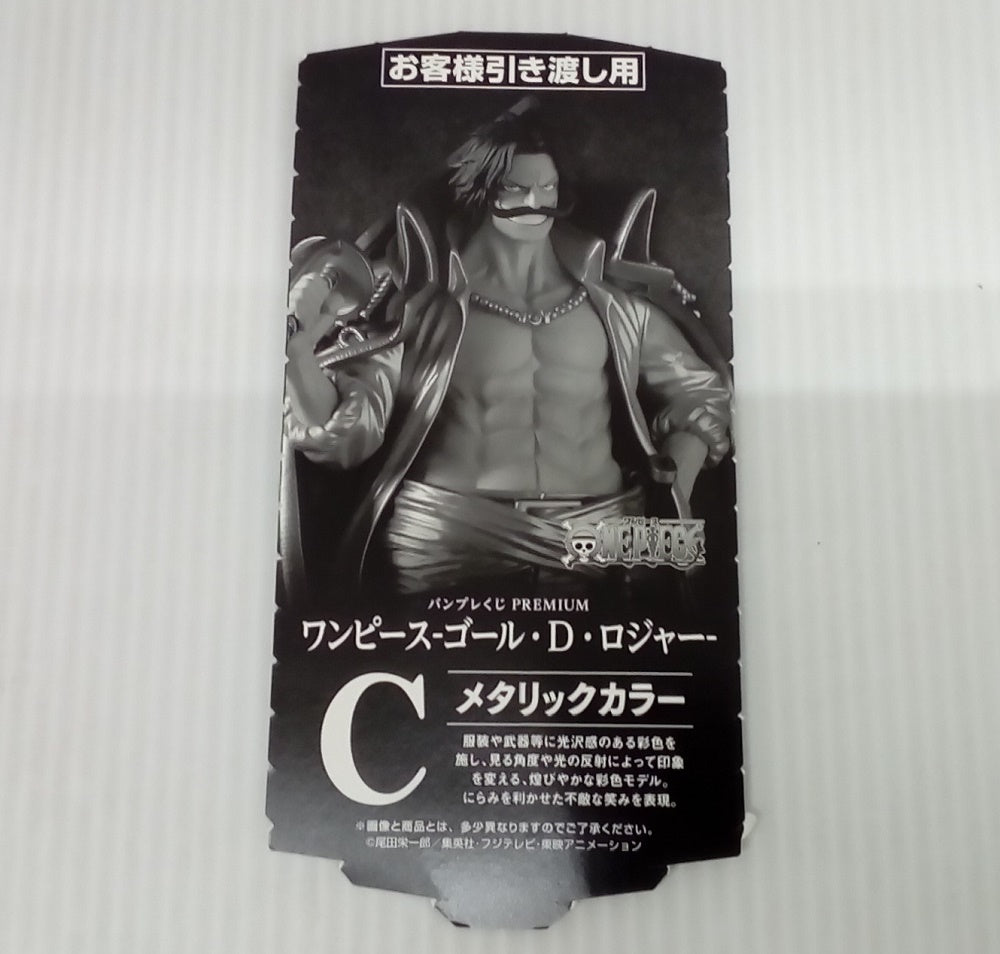 お客様引き渡し用
ワンピース
ONE PIECE
バンプレくじ PREMIUM
ワンピース-ゴール・D・ロジャー-
C
メタリックカラー
服装や武器等に光沢感のある彩色を
施し、見る角度や光の反射によって印象
を変える、煌びやかな彩色モデル。
にらみを利かせた不敵な笑みを表現。
※画像と商品とは、多少異なりますのでご了承ください。
©尾田栄一郎／集英社・フジテレビ・東映アニメーション